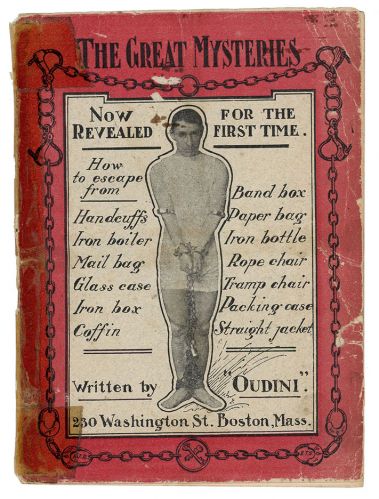 THE GREAT MYSTERIES
NOW REVEALED
FOR THE FIRST TIME.
How
to escape
from
Handcuffs
Iron boiler
Mail bag
Glass case
Iron box
Coffin
Band box
Paper bag
Iron bottle
Rope chair
Tramp chair
Packing case
Straight jacket
Written by "OUDINI."
230 Washington St. Boston, Mass.